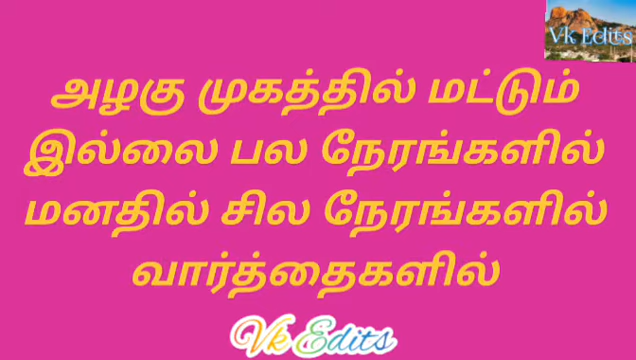 Vk Edits
அழகு முகத்தில் மட்டும்
இல்லை பல நேரங்களில்
மனதில் சில நேரங்களில்
வார்த்தைகளில்
Vk Edits